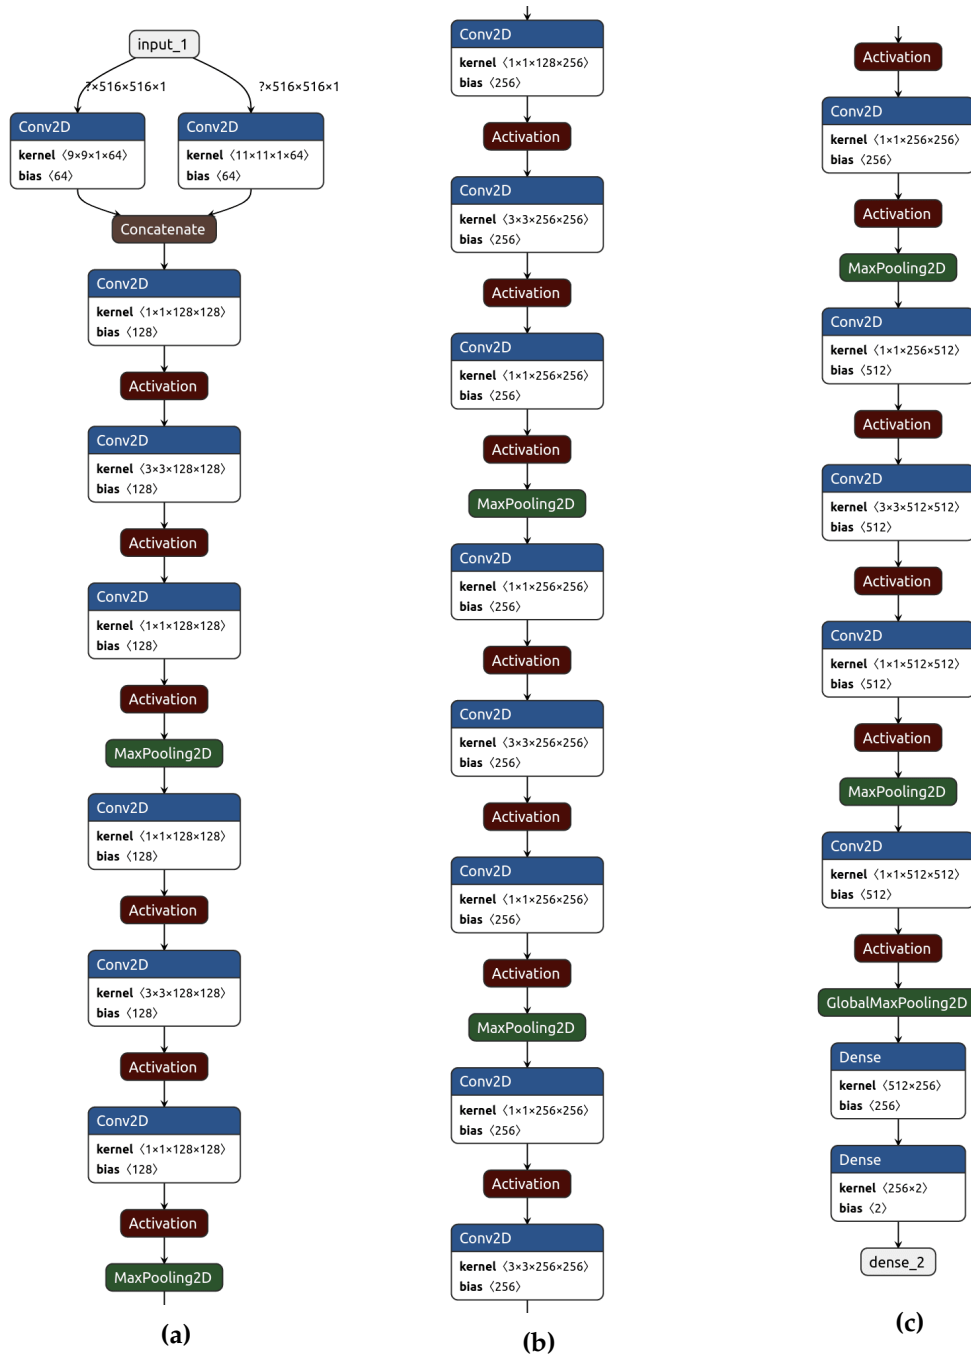 input_1
?×516×516×1
?×516×516×1
Conv2D
kernel 〈9×9×1×64〉
bias 〈64〉
Conv2D
kernel 〈11×11×1×64〉
bias 〈64〉
Concatenate
Conv2D
kernel 〈1×1×128×128〉
bias 〈128〉
Activation
Conv2D
kernel 〈3×3×128×128〉
bias 〈128〉
Activation
Conv2D
kernel 〈1×1×128×128〉
bias 〈128〉
Activation
MaxPooling2D
Conv2D
kernel 〈1×1×128×128〉
bias 〈128〉
Activation
Conv2D
kernel 〈3×3×128×128〉
bias 〈128〉
Activation
Conv2D
kernel 〈1×1×128×128〉
bias 〈128〉
Activation
MaxPooling2D
(a)
Conv2D
kernel 〈1×1×128×256〉
bias 〈256〉
Activation
Conv2D
kernel 〈3×3×256×256〉
bias 〈256〉
Activation
Conv2D
kernel 〈1×1×256×256〉
bias 〈256〉
Activation
MaxPooling2D
Conv2D
kernel 〈1×1×256×256〉
bias 〈256〉
Activation
Conv2D
kernel 〈3×3×256×256〉
bias 〈256〉
Activation
Conv2D
kernel 〈1×1×256×256〉
bias 〈256〉
Activation
MaxPooling2D
Conv2D
kernel 〈1×1×256×256〉
bias 〈256〉
Activation
Conv2D
kernel 〈3×3×256×256〉
bias 〈256〉
(b)
Activation
Conv2D
kernel 〈1×1×256×256〉
bias 〈256〉
Activation
MaxPooling2D
Conv2D
kernel 〈1×1×256×512〉
bias 〈512〉
Activation
Conv2D
kernel 〈3×3×512×512〉
bias 〈512〉
Activation
Conv2D
kernel 〈1×1×512×512〉
bias 〈512〉
Activation
MaxPooling2D
Conv2D
kernel 〈1×1×512×512〉
bias 〈512〉
Activation
GlobalMaxPooling2D
Dense
kernel 〈512×256〉
bias 〈256〉
Dense
kernel 〈256×2〉
bias 〈2〉
dense_2
(c)